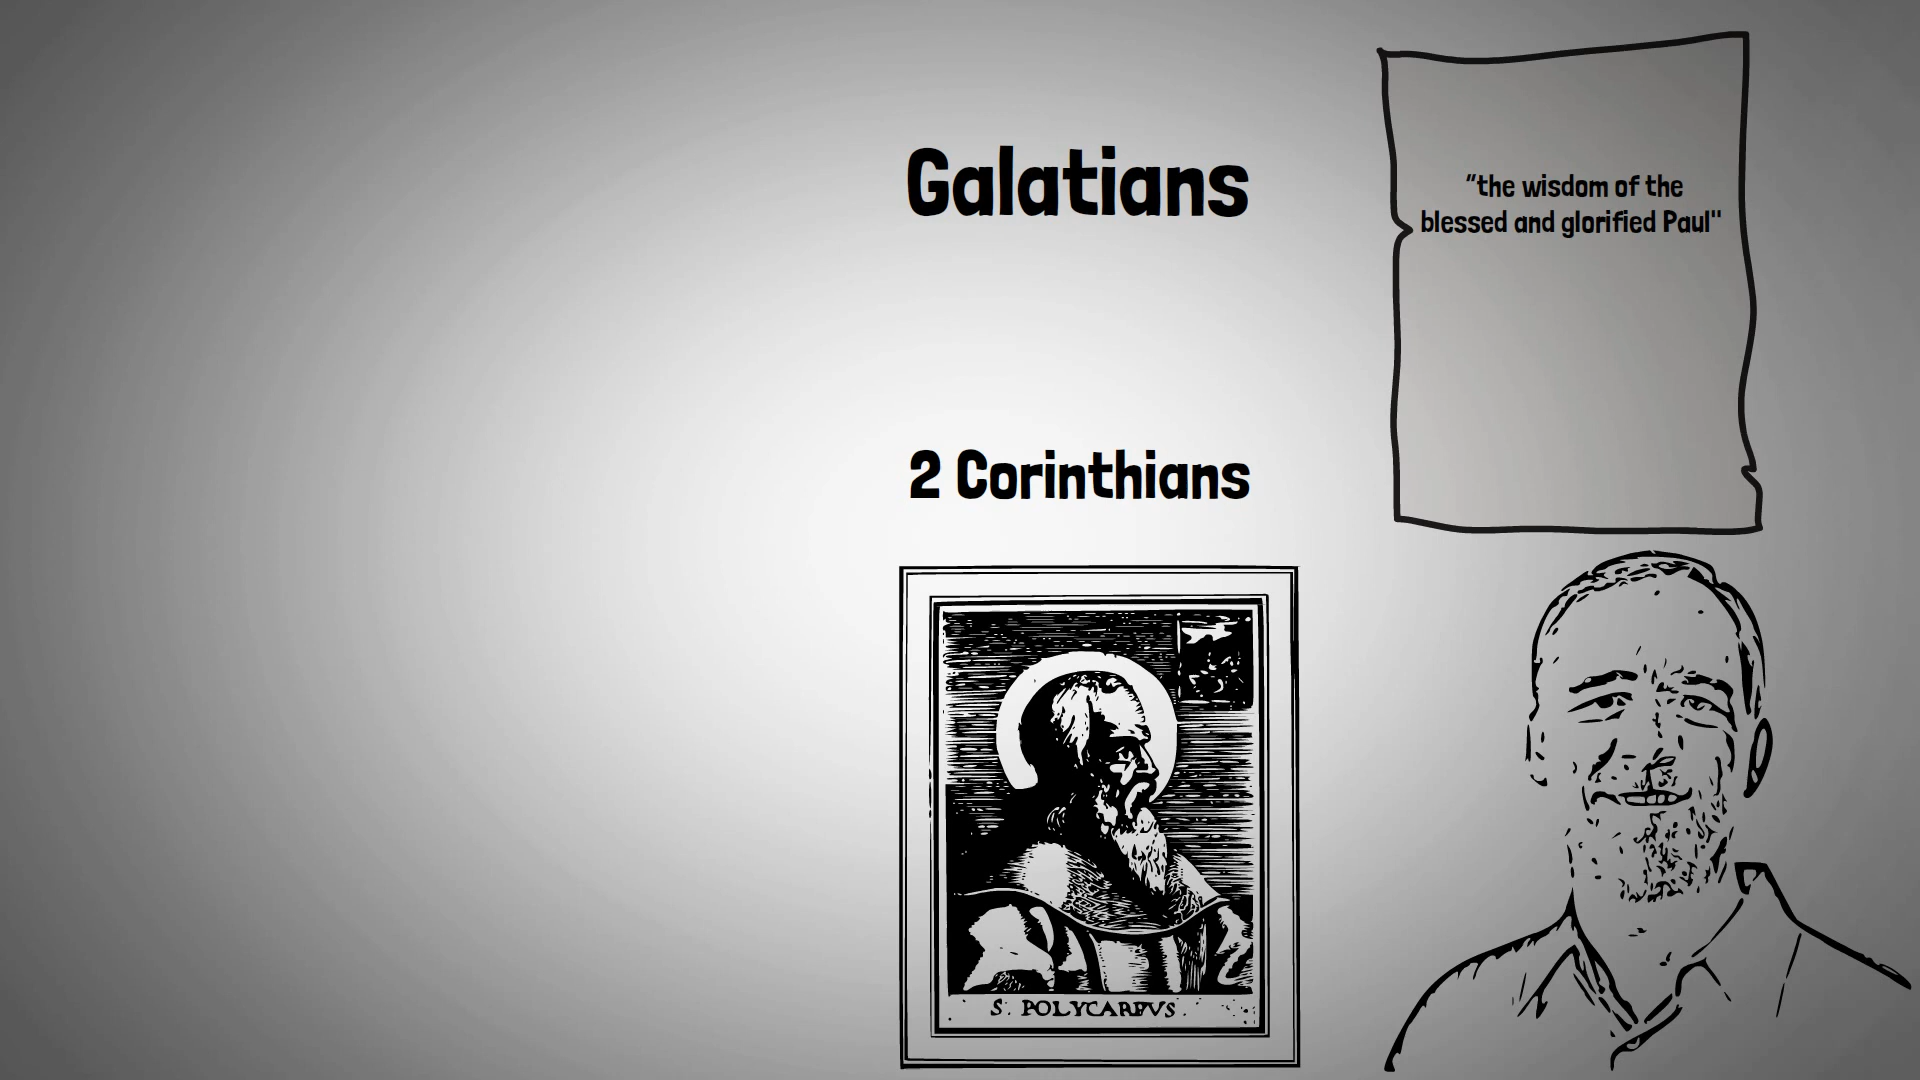 Galatians
"the wisdom of the
blessed and glorified Paul"
2 Corinthians
S. POLYCARPVS.